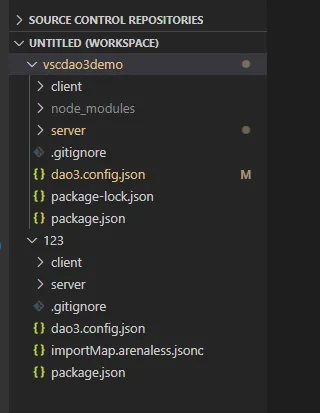 SOURCE CONTROL REPOSITORIES
UNTITLED (WORKSPACE)
vscdao3demo
client
node_modules
server
.gitignore
{} dao3.config.json M
{} package-lock.json
{} package.json
123
client
server
.gitignore
{} dao3.config.json
{} importMap.arenaless.jsonc
{} package.json